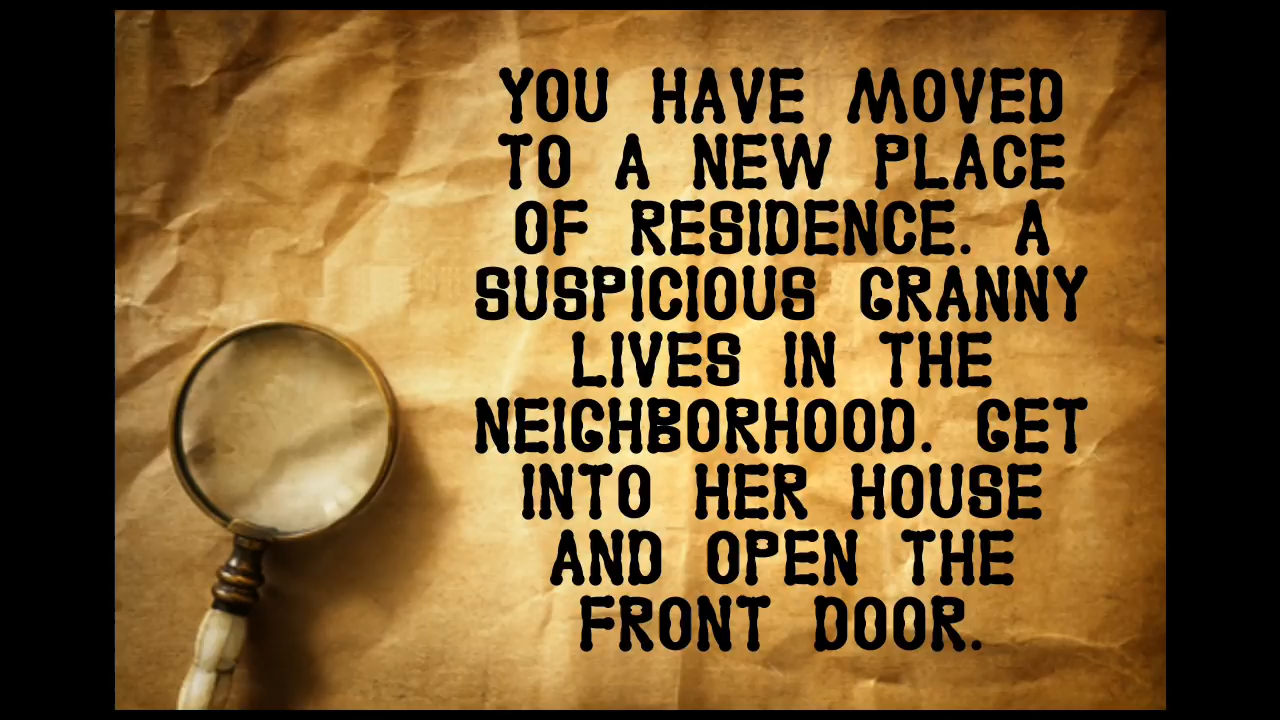 YOU HAVE MOVED
TO A NEW PLACE
OF RESIDENCE. A
SUSPICIOUS GRANNY
LIVES IN THE
NEIGHBORHOOD. GET
INTO HER HOUSE
AND OPEN THE
FRONT DOOR.